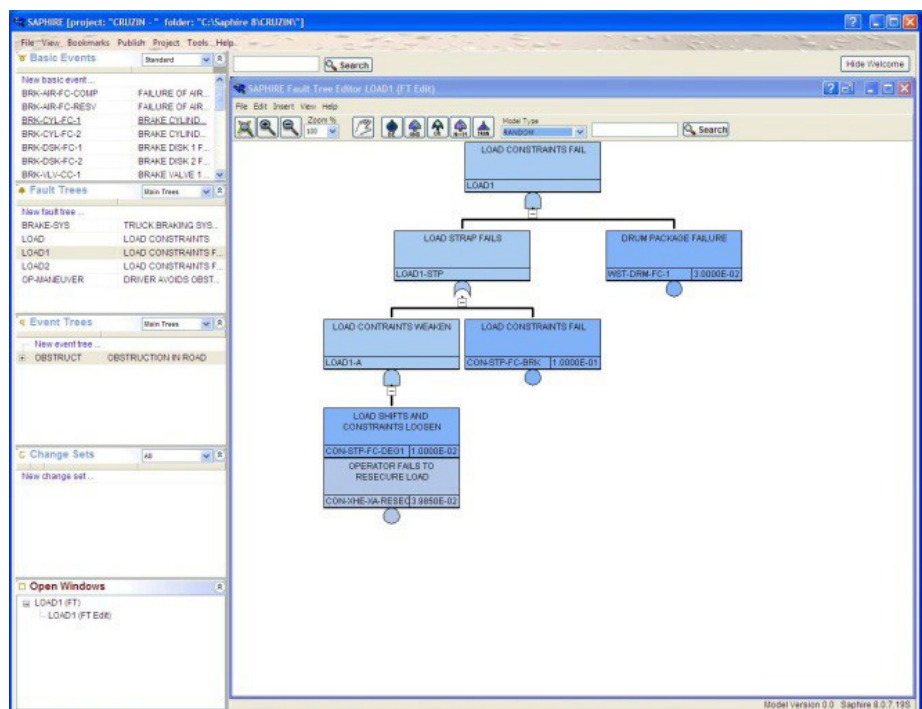 SAPHIRE [project: "CRUZIN - " folder: "C:\Saphire 8\CRUZIN\"]
File View Bookmarks Publish Project Tools Help
Basic Events Standard
Search Hide Welcome
New basic event ...
BRK-AIR-FC-COMP FAILURE OF AIR...
BRK-AIR-FC-RESV FAILURE OF AIR...
BRK-CYL-FC-1 BRAKE CYLIND...
BRK-CYL-FC-2 BRAKE CYLIND...
BRK-DSK-FC-1 BRAKE DISK 1 F...
BRK-DSK-FC-2 BRAKE DISK 2 F...
BRK-VLV-CC-1 BRAKE VALVE 1 ...
Fault Trees Main Trees
New fault tree ...
BRAKE-SYS TRUCK BRAKING SYS...
LOAD LOAD CONSTRAINTS
LOAD1 LOAD CONSTRAINTS F...
LOAD2 LOAD CONSTRAINTS F...
OP-MANEUVER DRIVER AVOIDS OBST...
Event Trees Main Trees
New event tree ...
OBSTRUCT OBSTRUCTION IN ROAD
Change Sets All
New change set ...
Open Windows
LOAD1 (FT)
LOAD1 (FT Edit)
SAPHIRE Fault Tree Editor LOAD1 (FT Edit)
File Edit Insert View Help
Zoom %
100
Model Type
RANDOM
Search
LOAD CONSTRAINTS FAIL
LOAD1
LOAD STRAP FAILS
LOAD1-STP
DRUM PACKAGE FAILURE
WST-DRM-FC-1 3.0000E-02
LOAD CONTRAINTS WEAKEN
LOAD1-A
LOAD CONSTRAINTS FAIL
CON-STP-FC-BRK 1.0000E-01
LOAD SHIFTS AND
CONSTRAINTS LOOSEN
CON-STP-FC-DEG1 1.0000E-02
OPERATOR FAILS TO
RESECURE LOAD
CON-XHE-XA-RESEC 3.9850E-02
Model Version 0.0 Saphire 8.0.7.19S